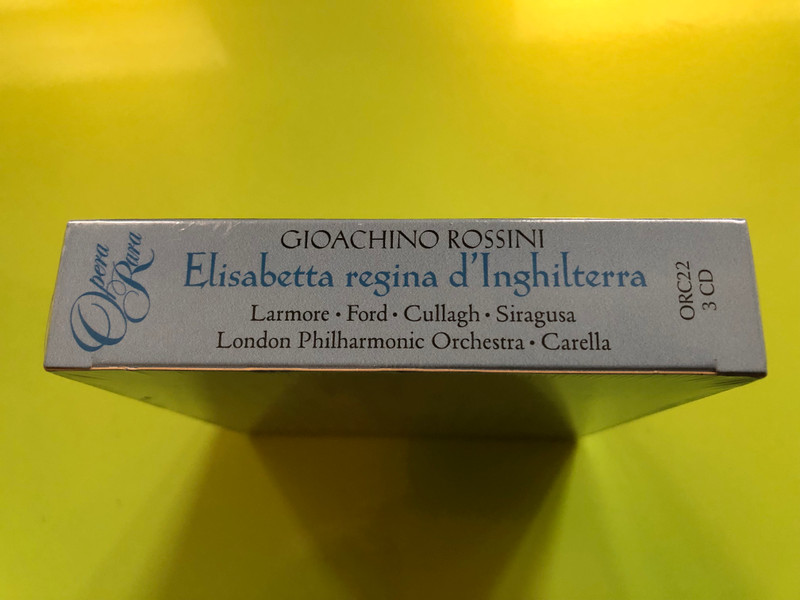 Opera
Rara
GIOACHINO ROSSINI
Elisabetta regina d'Inghilterra
Larmore • Ford • Cullagh • Siragusa
London Philharmonic Orchestra • Carella
ORC22
3 CD